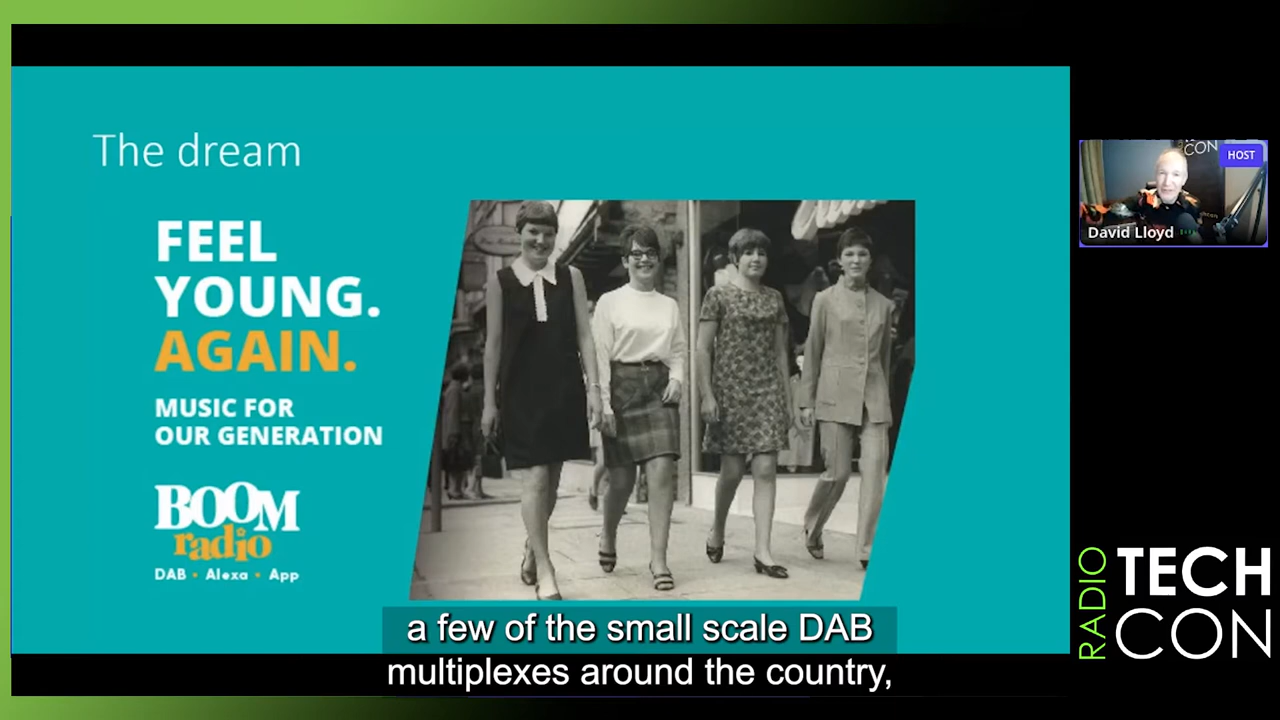 The dream
FEEL
YOUNG.
AGAIN.
MUSIC FOR
OUR GENERATION
BOOM
radio
DAB • Alexa • App
a few of the small scale DAB
multiplexes around the country,
CON
HOST
David Lloyd
RADIO
TECH
CON